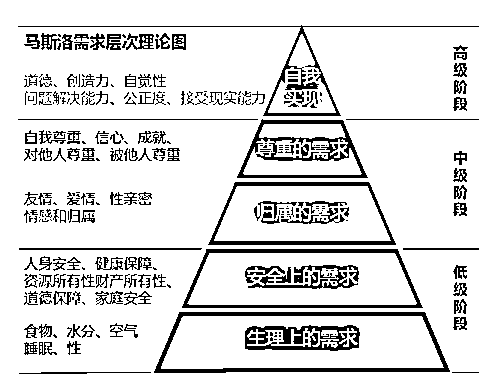 马斯洛需求层次理论图
道德、创造力、自觉性
问题解决能力、公正度、接受现实能力
自我
实现
高级阶段
自我尊重、信心、成就、
对他人尊重、被他人尊重
尊重的需求
中级阶段
友情、爱情、性亲密
情感和归属
归属的需求
人身安全、健康保障、
资源所有性财产所有性、
道德保障、家庭安全
安全上的需求
低级阶段
食物、水分、空气
睡眠、性
生理上的需求